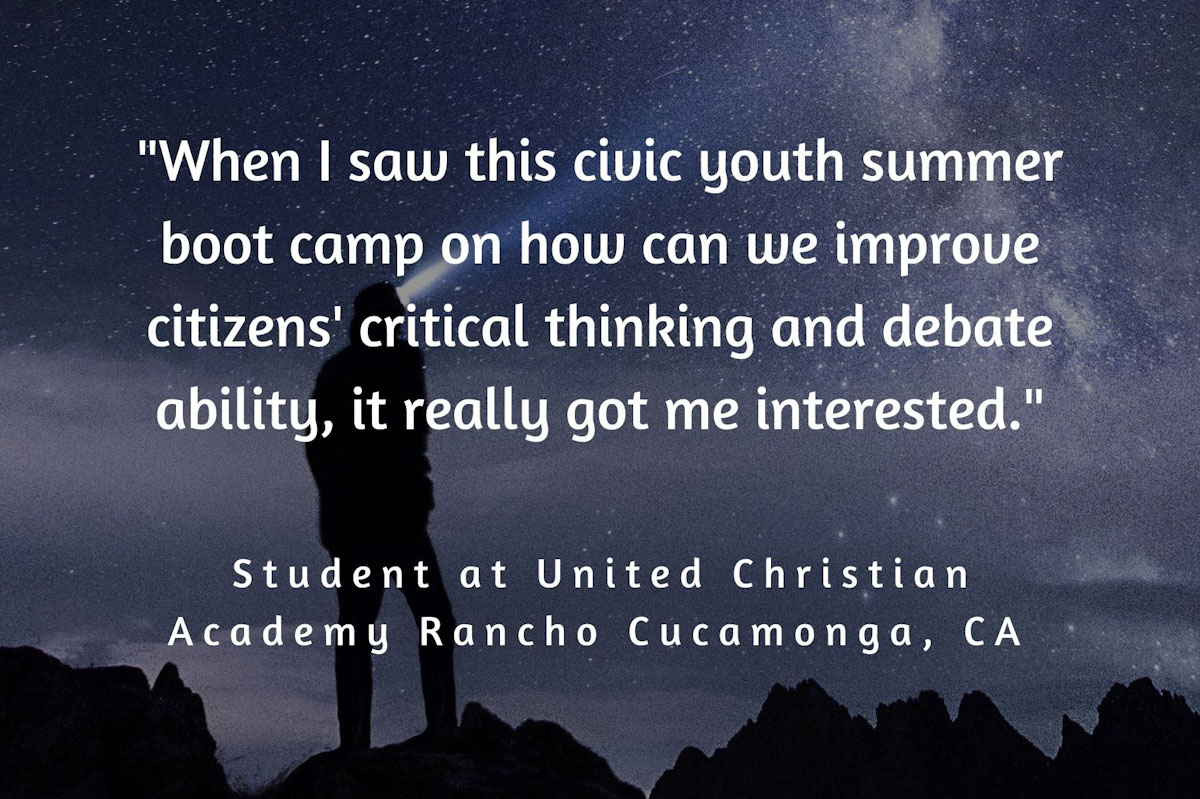 "When I saw this civic youth summer
boot camp on how can we improve
citizens' critical thinking and debate
ability, it really got me interested."
Student at United Christian
Academy Rancho Cucamonga, CA